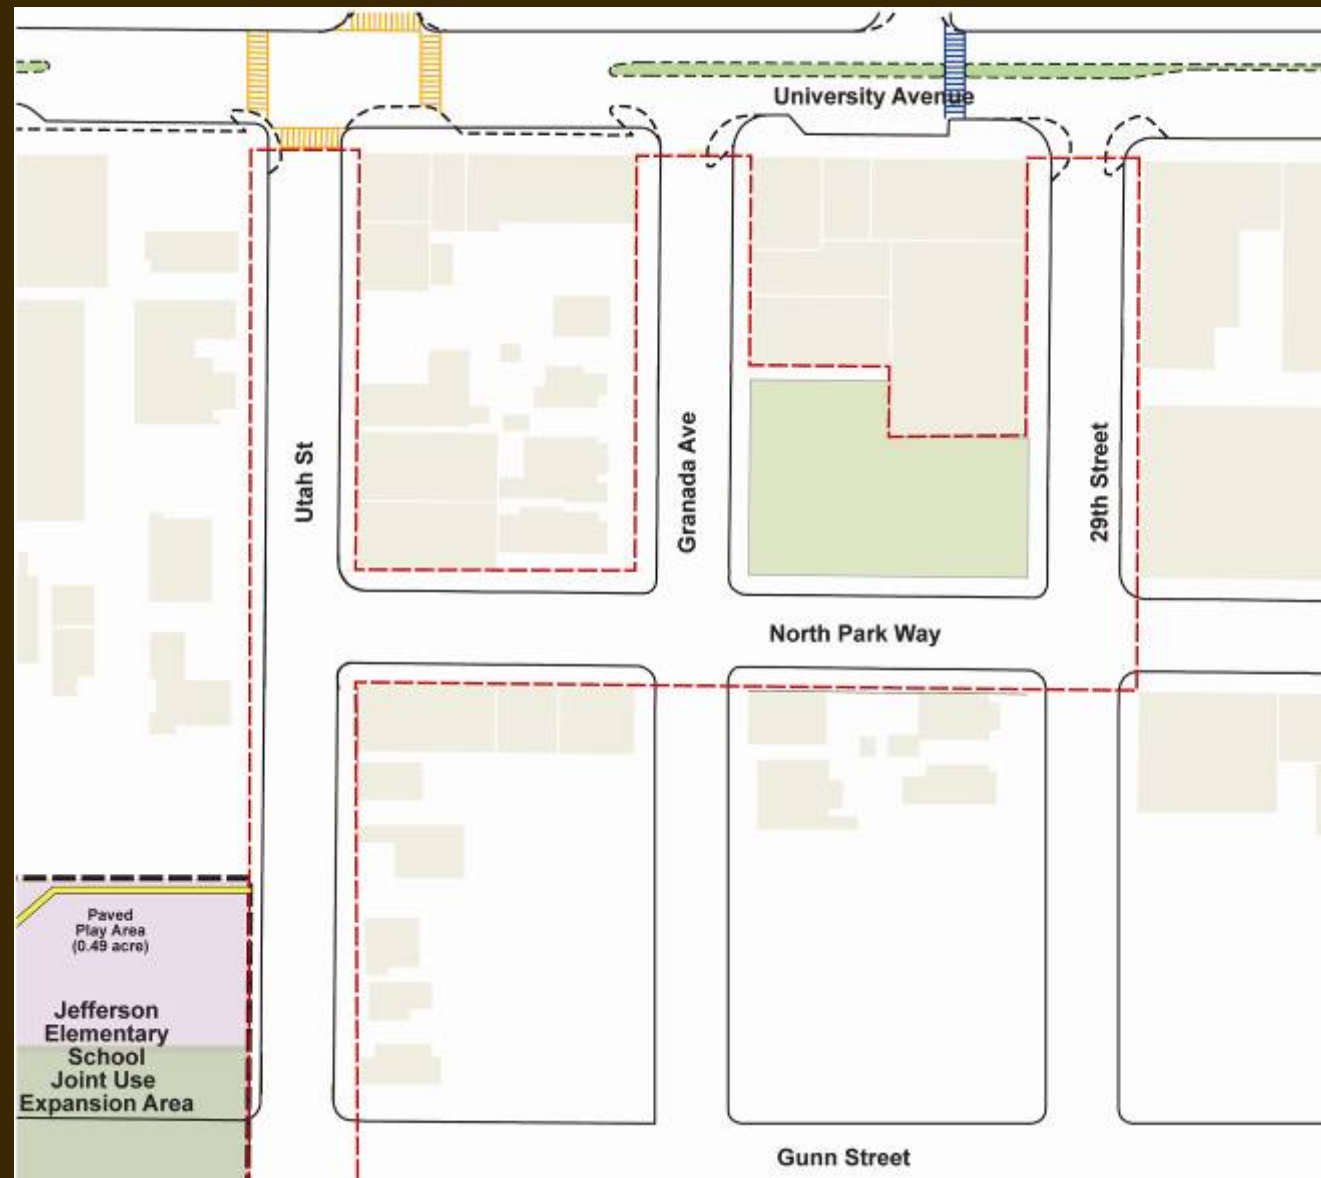 University Avenue
Utah St
Granada Ave
29th Street
North Park Way
Paved
Play Area
(0.49 acre)
Jefferson
Elementary
School
Joint Use
Expansion Area
Gunn Street